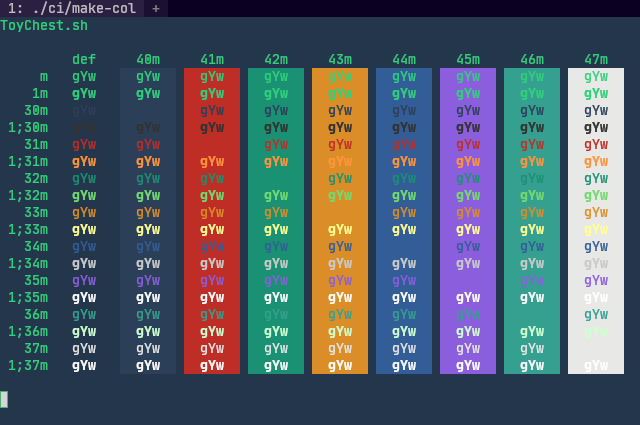 1: ./ci/make-col +
ToyChest.sh
def 40m 41m 42m 43m 44m 45m 46m 47m
m gYw gYw gYw gYw gYw gYw gYw gYw gYw
1m gYw gYw gYw gYw gYw gYw gYw gYw gYw
30m gYw gYw gYw gYw gYw gYw gYw gYw
1;30m gYw gYw gYw gYw gYw gYw gYw gYw gYw
31m gYw gYw gYw gYw gYw gYw gYw gYw
1;31m gYw gYw gYw gYw gYw gYw gYw gYw gYw
32m gYw gYw gYw gYw gYw gYw gYw gYw
1;32m gYw gYw gYw gYw gYw gYw gYw gYw gYw
33m gYw gYw gYw gYw gYw gYw gYw gYw
1;33m gYw gYw gYw gYw gYw gYw gYw gYw gYw
34m gYw gYw gYw gYw gYw gYw gYw gYw
1;34m gYw gYw gYw gYw gYw gYw gYw gYw gYw
35m gYw gYw gYw gYw gYw gYw gYw gYw
1;35m gYw gYw gYw gYw gYw gYw gYw gYw gYw
36m gYw gYw gYw gYw gYw gYw gYw gYw
1;36m gYw gYw gYw gYw gYw gYw gYw gYw gYw
37m gYw gYw gYw gYw gYw gYw gYw gYw
1;37m gYw gYw gYw gYw gYw gYw gYw gYw gYw